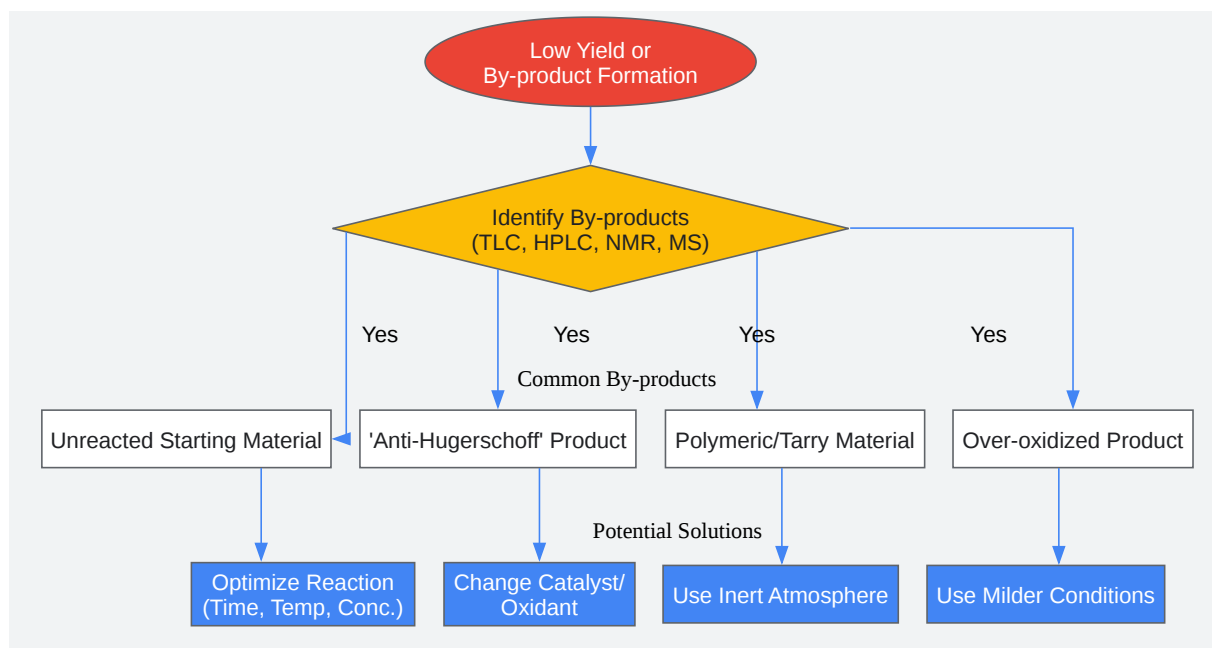 Low Yield or
By-product Formation
Identify By-products
(TLC, HPLC, NMR, MS)
Yes
Yes
Yes
Yes
Common By-products
Unreacted Starting Material
'Anti-Hugerschoff' Product
Polymeric/Tarry Material
Over-oxidized Product
Potential Solutions
Optimize Reaction
(Time, Temp, Conc.)
Change Catalyst/
Oxidant
Use Inert Atmosphere
Use Milder Conditions